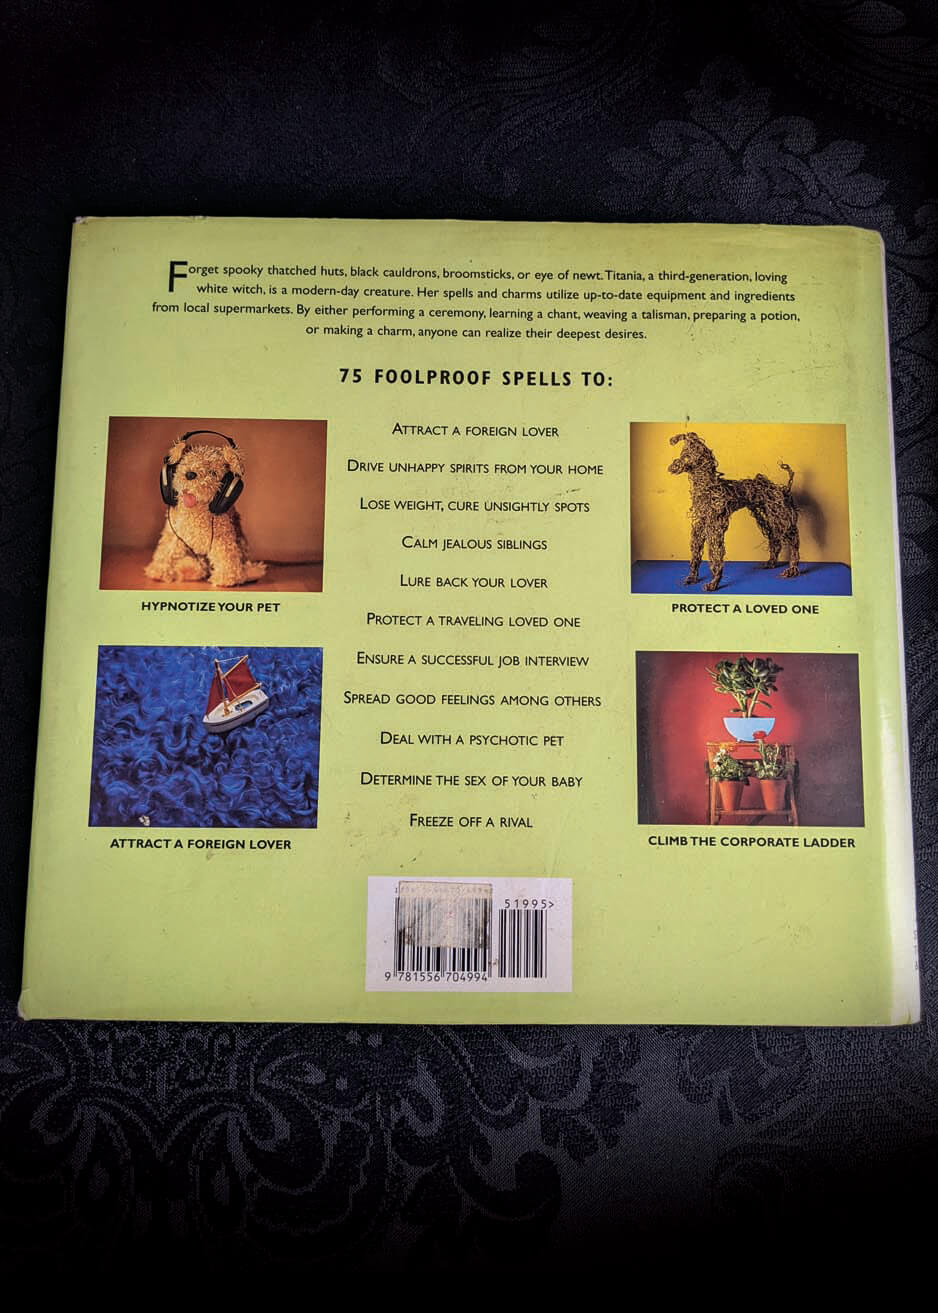 Forget spooky thatched huts, black cauldrons, broomsticks, or eye of newt. Titania, a third-generation, loving
white witch, is a modern-day creature. Her spells and charms utilize up-to-date equipment and ingredients
from local supermarkets. By either performing a ceremony, learning a chant, weaving a talisman, preparing a potion,
or making a charm, anyone can realize their deepest desires.
75 FOOLPROOF SPELLS TO:
ATTRACT A FOREIGN LOVER
DRIVE UNHAPPY SPIRITS FROM YOUR HOME
LOSE WEIGHT, CURE UNSIGHTLY SPOTS
CALM JEALOUS SIBLINGS
LURE BACK YOUR LOVER
PROTECT A TRAVELING LOVED ONE
ENSURE A SUCCESSFUL JOB INTERVIEW
SPREAD GOOD FEELINGS AMONG OTHERS
DEAL WITH A PSYCHOTIC PET
DETERMINE THE SEX OF YOUR BABY
FREEZE OFF A RIVAL
HYPNOTIZE YOUR PET
PROTECT A LOVED ONE
ATTRACT A FOREIGN LOVER
CLIMB THE CORPORATE LADDER
51995>
9 781556 704994